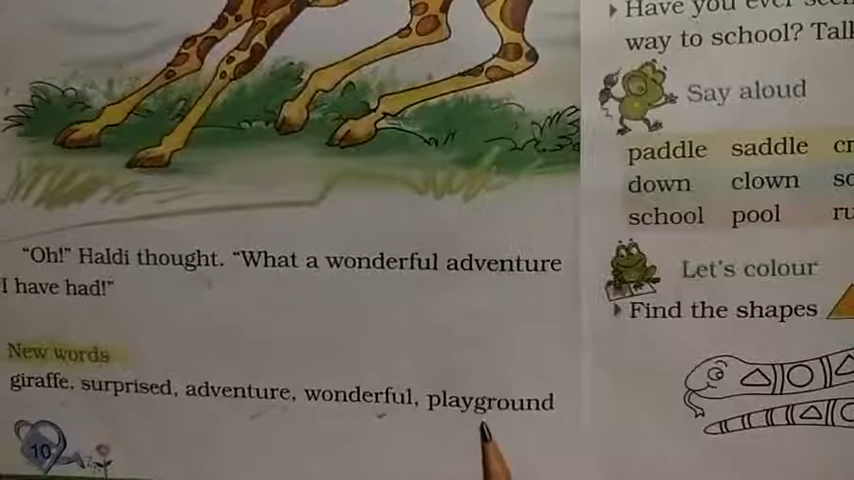 "Oh!" Haldi thought. "What a wonderful adventure
I have had!"
New words
giraffe, surprised, adventure, wonderful, playground
10
Have you ever
way to school?
Say aloud
paddle saddle
down clown
school pool
Let's colour
Find the shapes